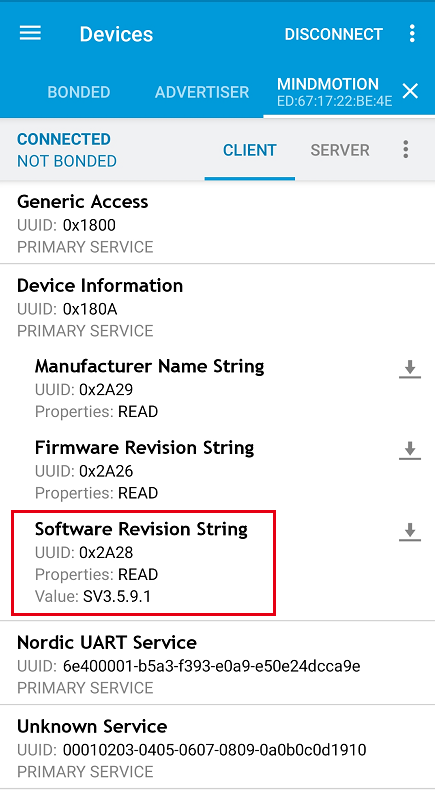 Devices
DISCONNECT
BONDED
ADVERTISER
MINDMOTION
ED:67:17:22:BE:4E
CONNECTED
NOT BONDED
CLIENT
SERVER
Generic Access
UUID: 0x1800
PRIMARY SERVICE
Device Information
UUID: 0x180A
PRIMARY SERVICE
Manufacturer Name String
UUID: 0x2A29
Properties: READ
Firmware Revision String
UUID: 0x2A26
Properties: READ
Software Revision String
UUID: 0x2A28
Properties: READ
Value: SV3.5.9.1
Nordic UART Service
UUID: 6e400001-b5a3-f393-e0a9-e50e24dcca9e
PRIMARY SERVICE
Unknown Service
UUID: 00010203-0405-0607-0809-0a0b0c0d1910
PRIMARY SERVICE